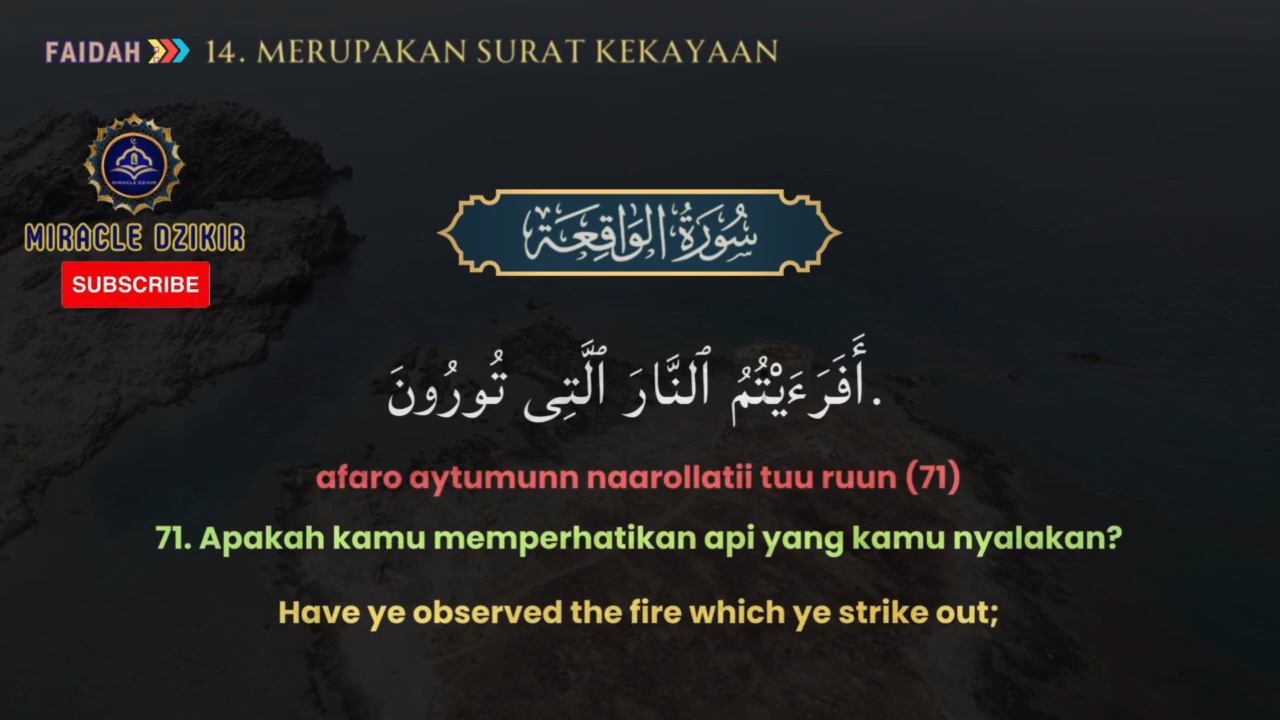 FAIDAH 14. MERUPAKAN SURAT KEKAYAAN
MIRACLE DZIKIR
MIRACLE DZIKIR
SUBSCRIBE
سُورَةُ الوَاقِعَة
أَفَرَءَيْتُمُ ٱلنَّارَ ٱلَّتِى تُورُونَ.
afaro aytumunn naarollatii tuu ruun (71)
71. Apakah kamu memperhatikan api yang kamu nyalakan?
Have ye observed the fire which ye strike out;